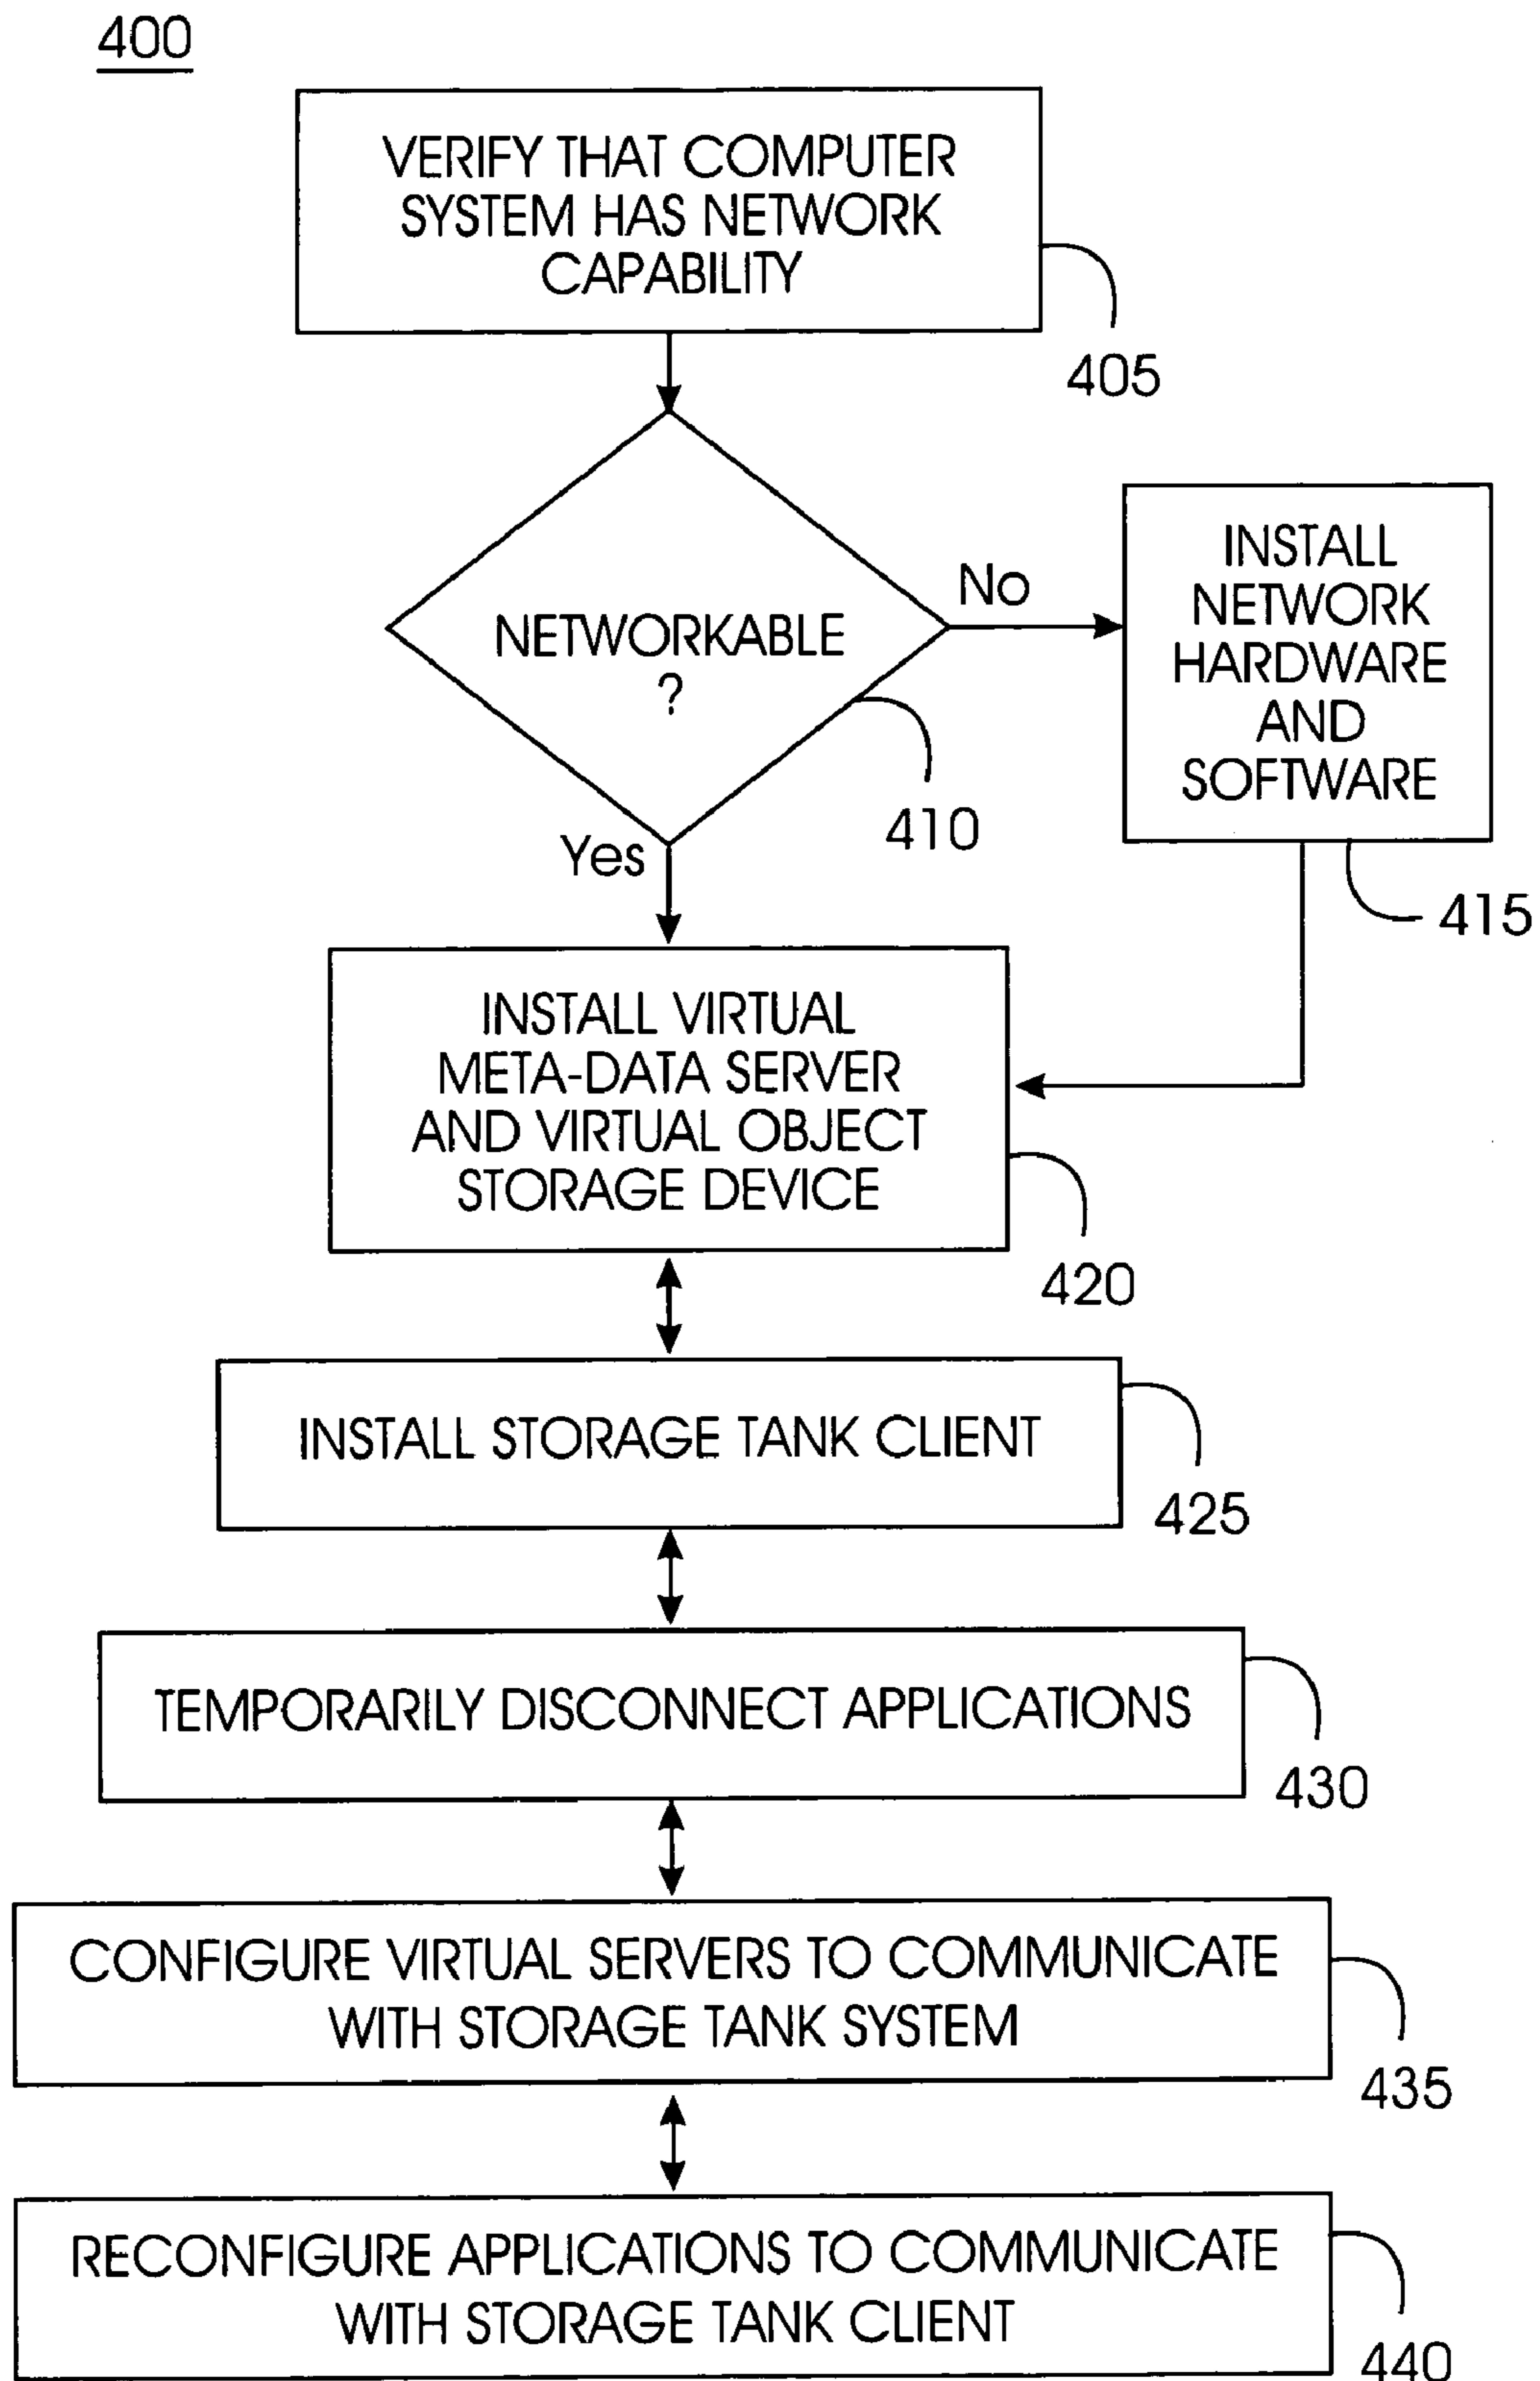 400
VERIFY THAT COMPUTER
SYSTEM HAS NETWORK
CAPABILITY
405
NETWORKABLE
?
410
No
INSTALL
NETWORK
HARDWARE
AND
SOFTWARE
415
Yes
INSTALL VIRTUAL
META-DATA SERVER
AND VIRTUAL OBJECT
STORAGE DEVICE
420
INSTALL STORAGE TANK CLIENT
425
TEMPORARILY DISCONNECT APPLICATIONS
430
CONFIGURE VIRTUAL SERVERS TO COMMUNICATE
WITH STORAGE TANK SYSTEM
435
RECONFIGURE APPLICATIONS TO COMMUNICATE
WITH STORAGE TANK CLIENT
440